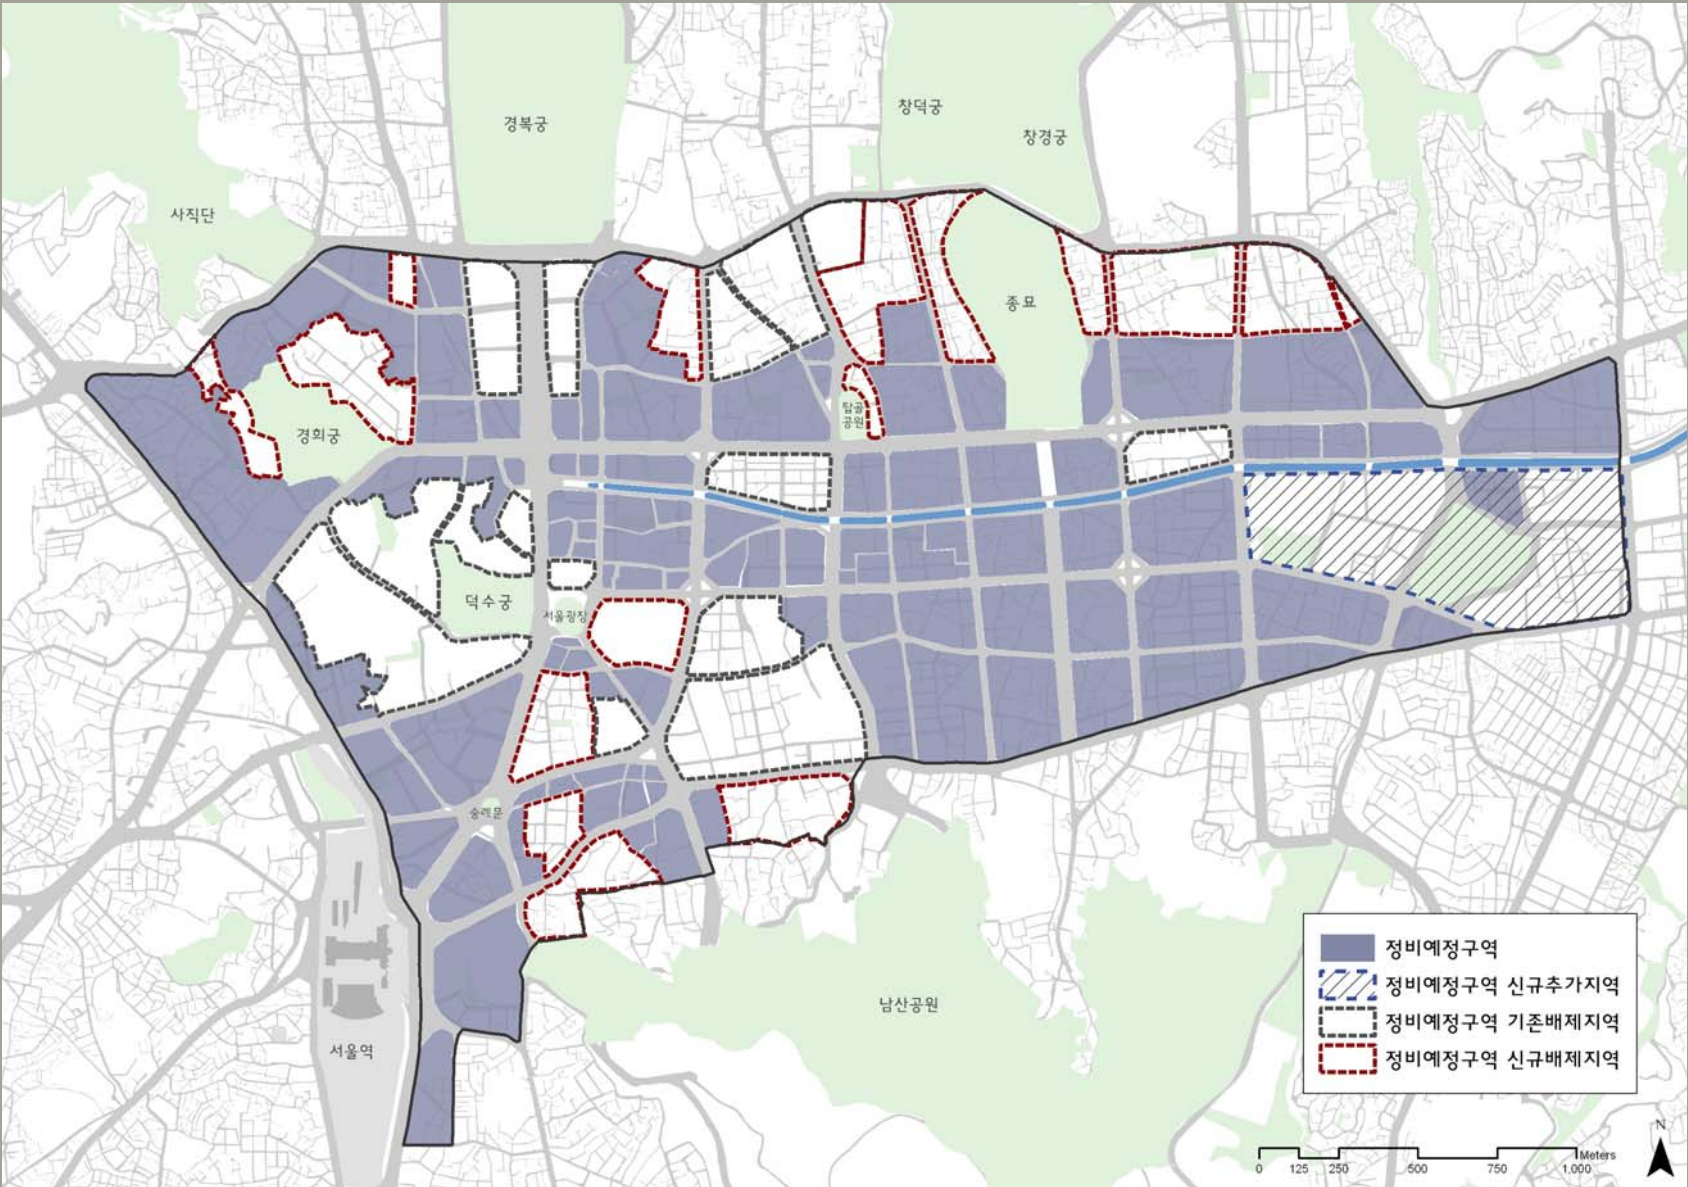 창덕궁
경복궁
창경궁
사직단
종묘
탑골
공원
경희궁
덕수궁
서울광장
숭례문
남산공원
서울역
정비예정구역
정비예정구역 신규추가지역
정비예정구역 기존배제지역
정비예정구역 신규배제지역
N
Meters
0 125 250 500 750 1,000